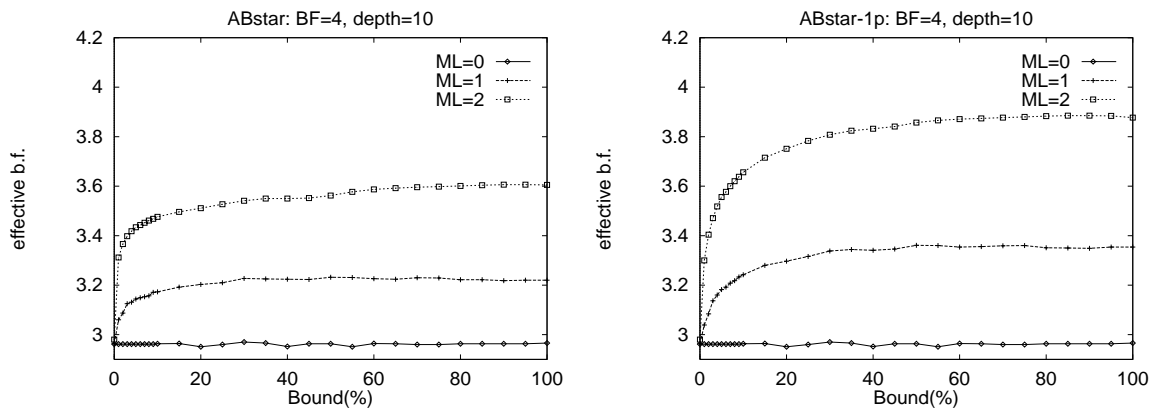 ABstar: BF=4, depth=10
4.2
4
3.8
3.6
3.4
3.2
3
effective b.f.
ML=0
ML=1
ML=2
0 20 40 60 80 100
Bound(%)
ABstar-1p: BF=4, depth=10
4.2
4
3.8
3.6
3.4
3.2
3
effective b.f.
ML=0
ML=1
ML=2
0 20 40 60 80 100
Bound(%)